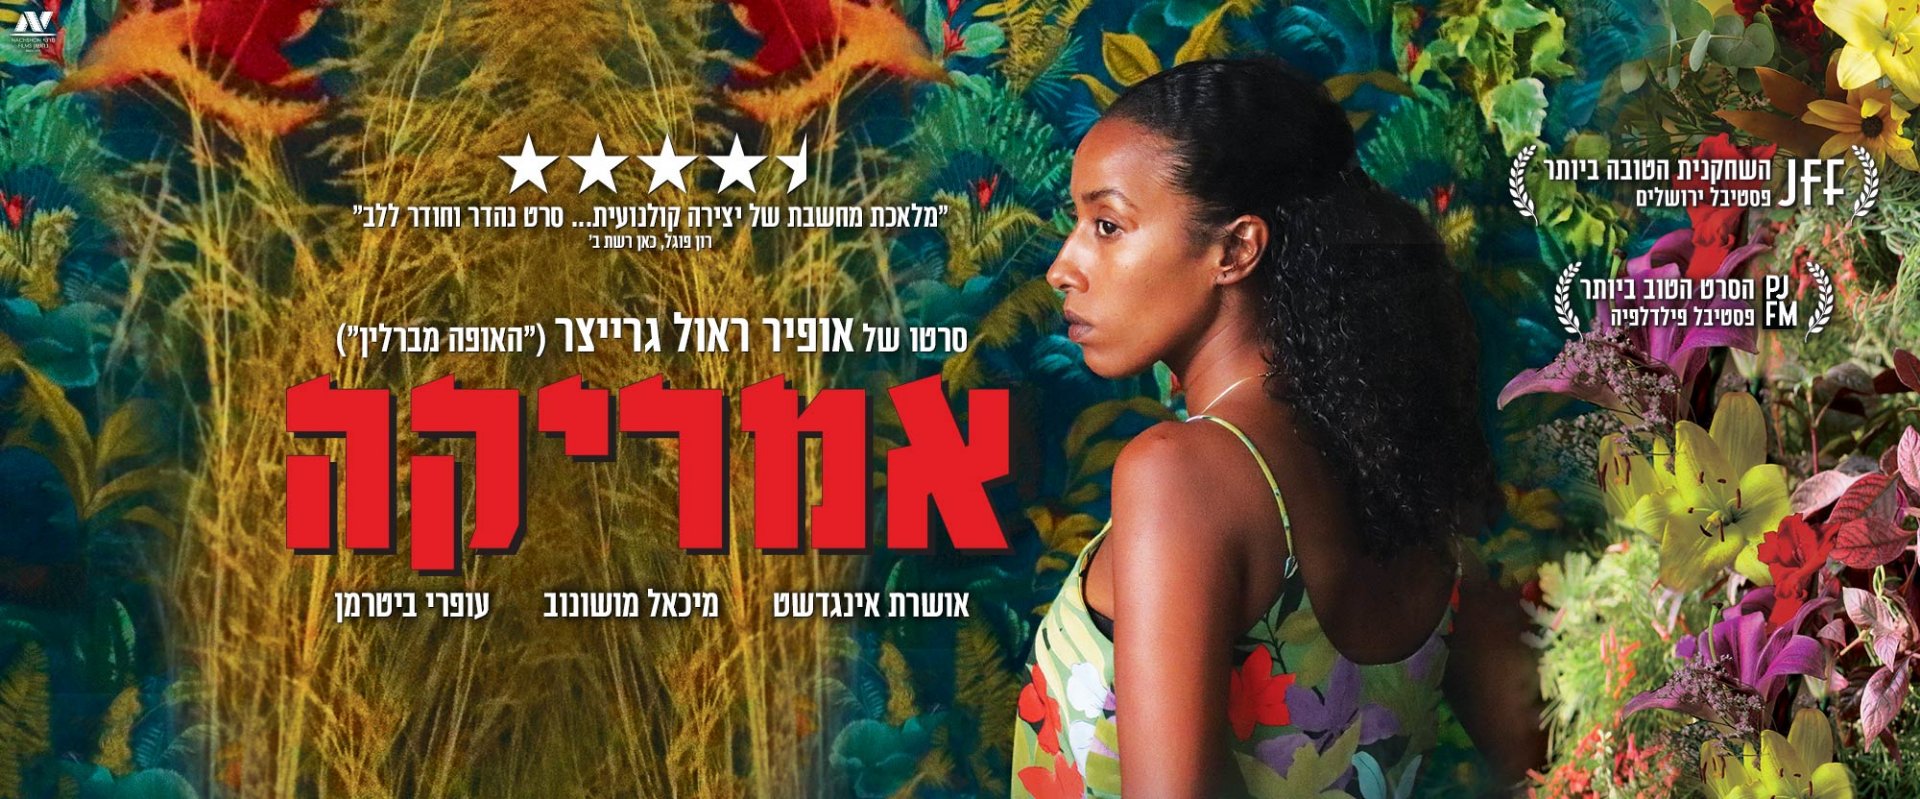 סרטי נחשון
NACHSHON
FILMS
"מלאכת מחשבת של יצירה קולנועית... סרט נהדר וחודר ללב"
רון פוגל, כאן רשת ב'
סרטו של אופיר ראול גרייצר ("האופה מברלין")
אמריקה
אושרת אינגדשט מיכאל מושונוב עופרי ביטרמן
השחקנית הטובה ביותר
פסטיבל ירושלים
JFF
הסרט הטוב ביותר
פסטיבל פילדלפיה
PJ
FM